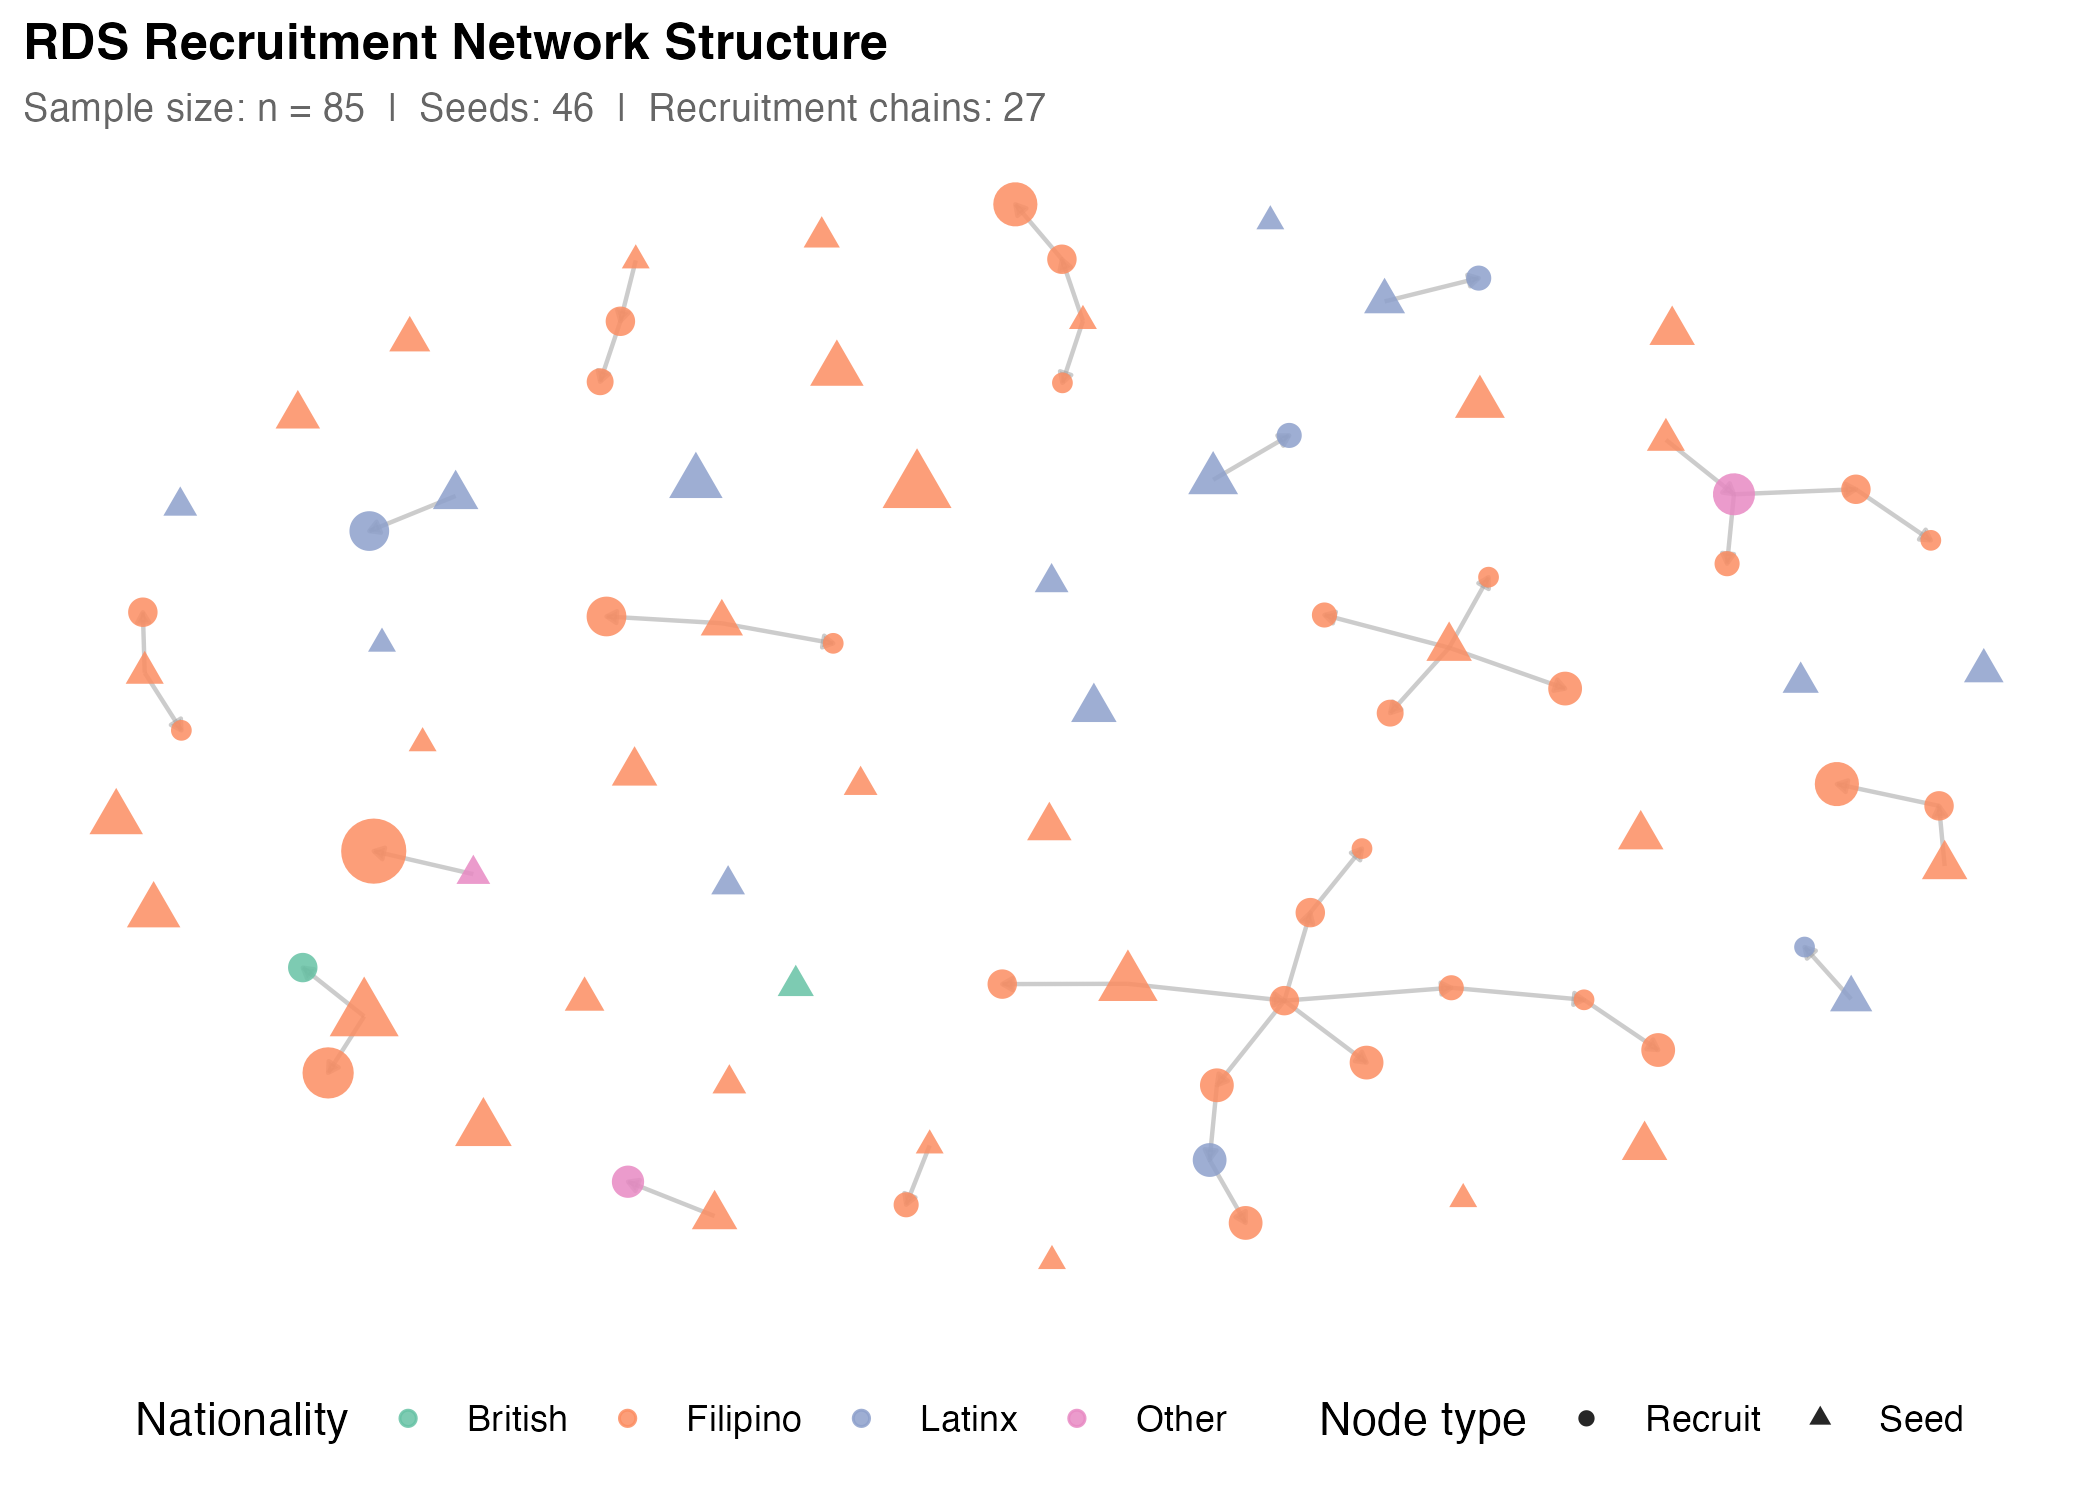 RDS Recruitment Network Structure
Sample size: n = 85 | Seeds: 46 | Recruitment chains: 27
Nationality British Filipino Latinx Other Node type Recruit Seed